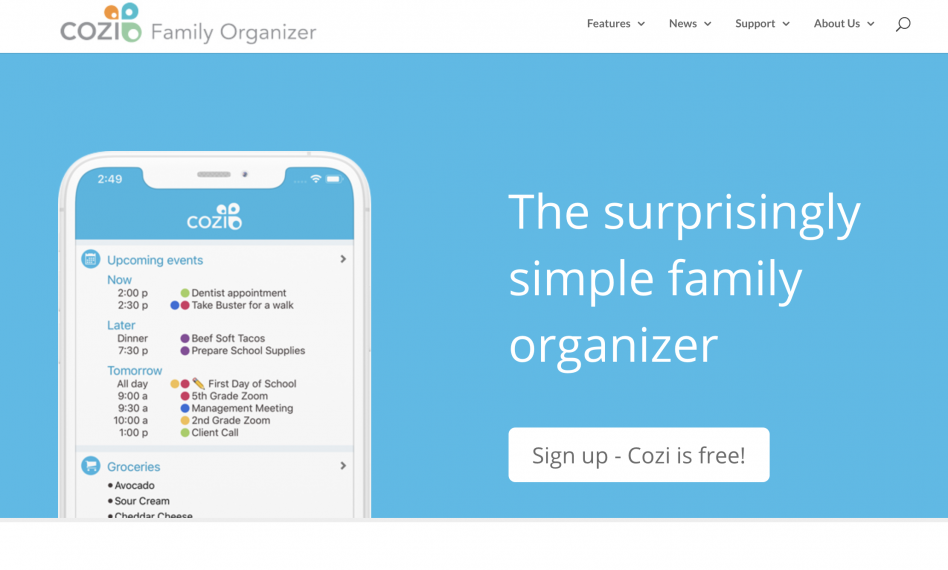 cozi Family Organizer
Features
News
Support
About Us
2:49
cozi
Upcoming events
Now
2:00 p Dentist appointment
2:30 p Take Buster for a walk
Later
Dinner Beef Soft Tacos
7:30 p Prepare School Supplies
Tomorrow
All day First Day of School
9:00 a 5th Grade Zoom
9:30 a Management Meeting
10:00 a 2nd Grade Zoom
1:00 p Client Call
Groceries
• Avocado
• Sour Cream
• Cheddar Cheese
The surprisingly
simple family
organizer
Sign up - Cozi is free!